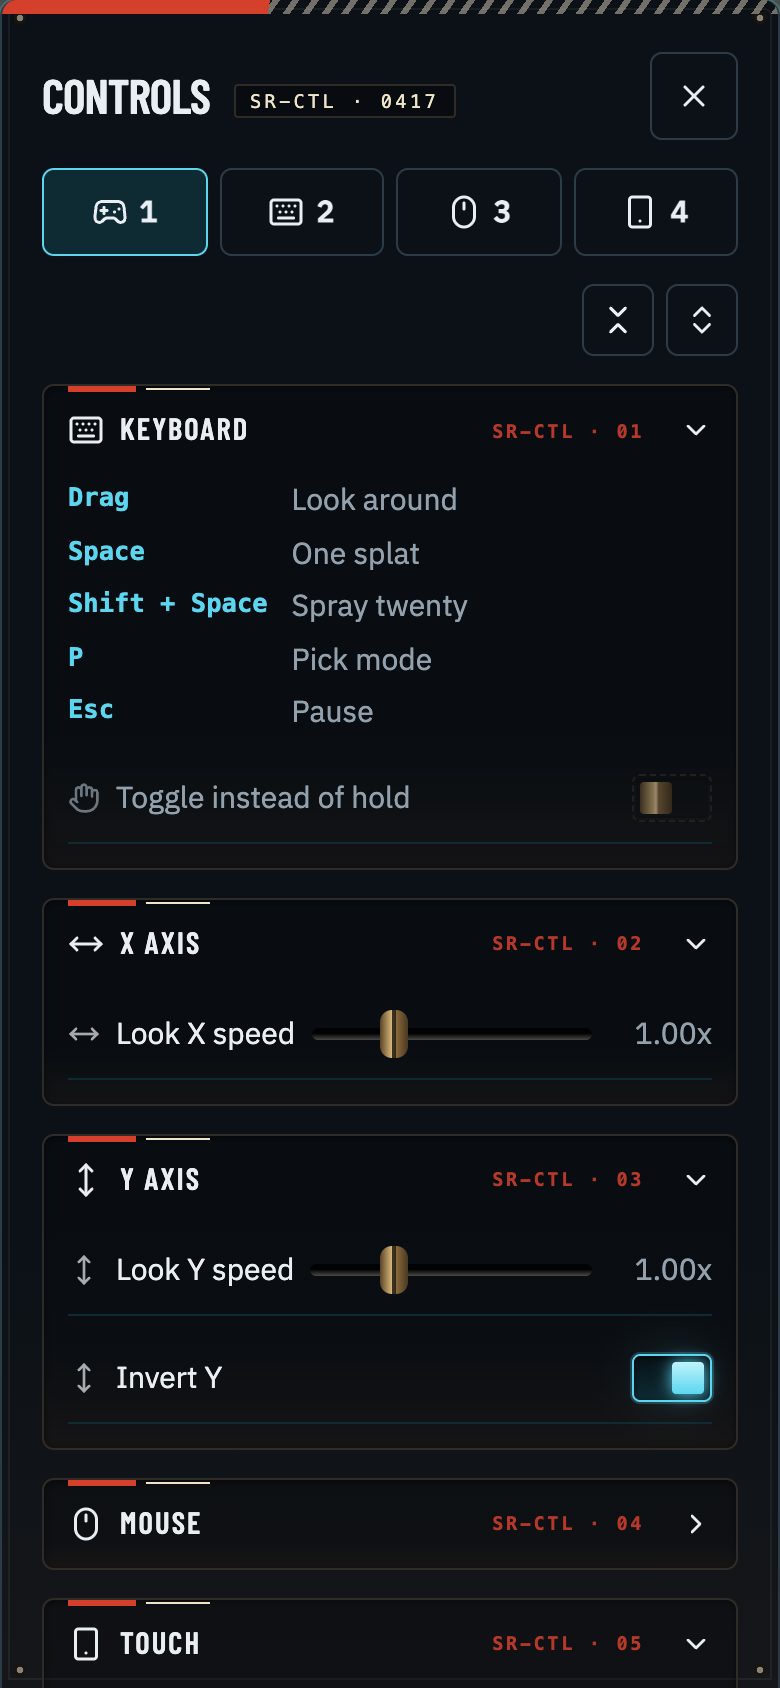 CONTROLS SR-CTL · 0417
1 2 3 4
KEYBOARD SR-CTL · 01
Drag Look around
Space One splat
Shift + Space Spray twenty
P Pick mode
Esc Pause
Toggle instead of hold
X AXIS SR-CTL · 02
Look X speed 1.00x
Y AXIS SR-CTL · 03
Look Y speed 1.00x
Invert Y
MOUSE SR-CTL · 04
TOUCH SR-CTL · 05